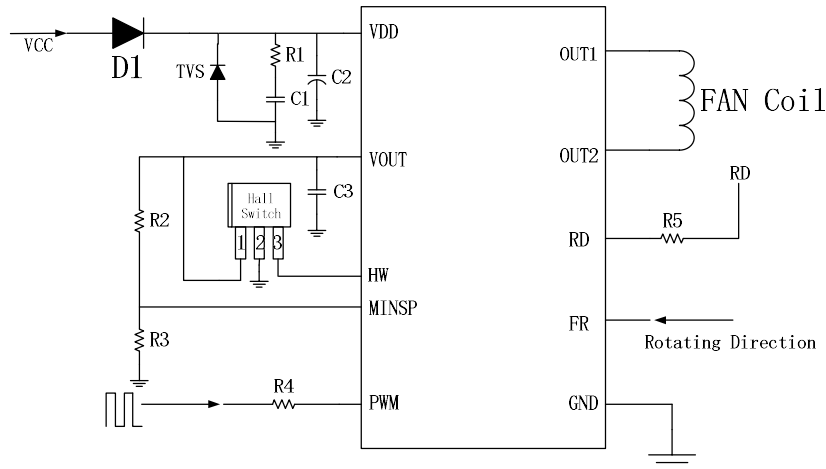 VCC
D1
TVS
R1
C1
C2
VDD
OUT1
FAN Coil
OUT2
VOUT
C3
R2
Hall
Switch
1 2 3
HW
MINSP
R3
R4
PWM
RD
R5
RD
FR
Rotating Direction
GND